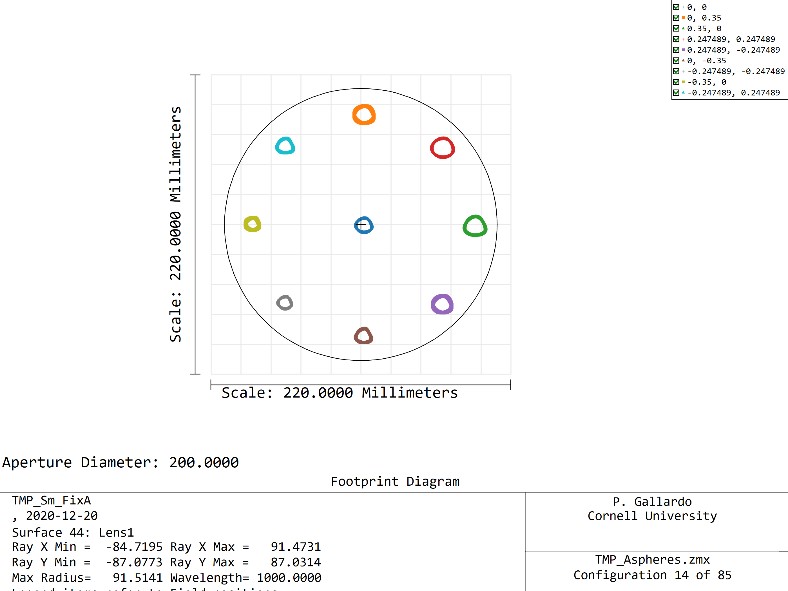 0, 0
0, 0.35
0.35, 0
0.247489, 0.247489
0.247489, -0.247489
0, -0.35
-0.247489, -0.247489
-0.35, 0
-0.247489, 0.247489
Scale: 220.0000 Millimeters
Scale: 220.0000 Millimeters
Aperture Diameter: 200.0000
Footprint Diagram
TMP_Sm_FixA
, 2020-12-20
Surface 44: Lens1
Ray X Min = -84.7195 Ray X Max = 91.4731
Ray Y Min = -87.0773 Ray Y Max = 87.0314
Max Radius= 91.5141 Wavelength= 1000.0000
P. Gallardo
Cornell University
TMP_Aspheres.zmx
Configuration 14 of 85